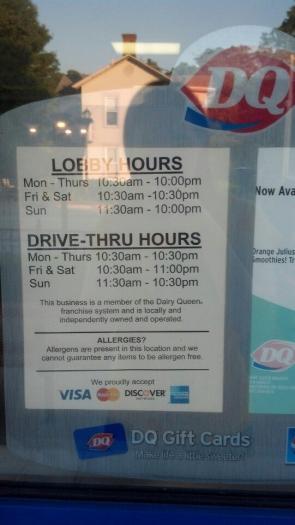 DQ
LOBBY HOURS
Mon - Thurs 10:30am - 10:00pm
Fri & Sat 10:30am -10:30pm
Sun 11:30am - 10:00pm
DRIVE-THRU HOURS
Mon - Thurs 10:30am - 10:30pm
Fri & Sat 10:30am - 11:00pm
Sun 11:30am - 10:30pm
This business is a member of the Dairy Queen®
franchise system and is locally and
independently owned and operated.
ALLERGIES?
Allergens are present in this location and we
cannot guarantee any items to be allergen free.
We proudly accept
VISA MasterCard DISCOVER
NETWORK
DQ
DQ Gift Cards
Make life a little sweeter
Now Ava
Orange Julius
Smoothies! Tr
DQ